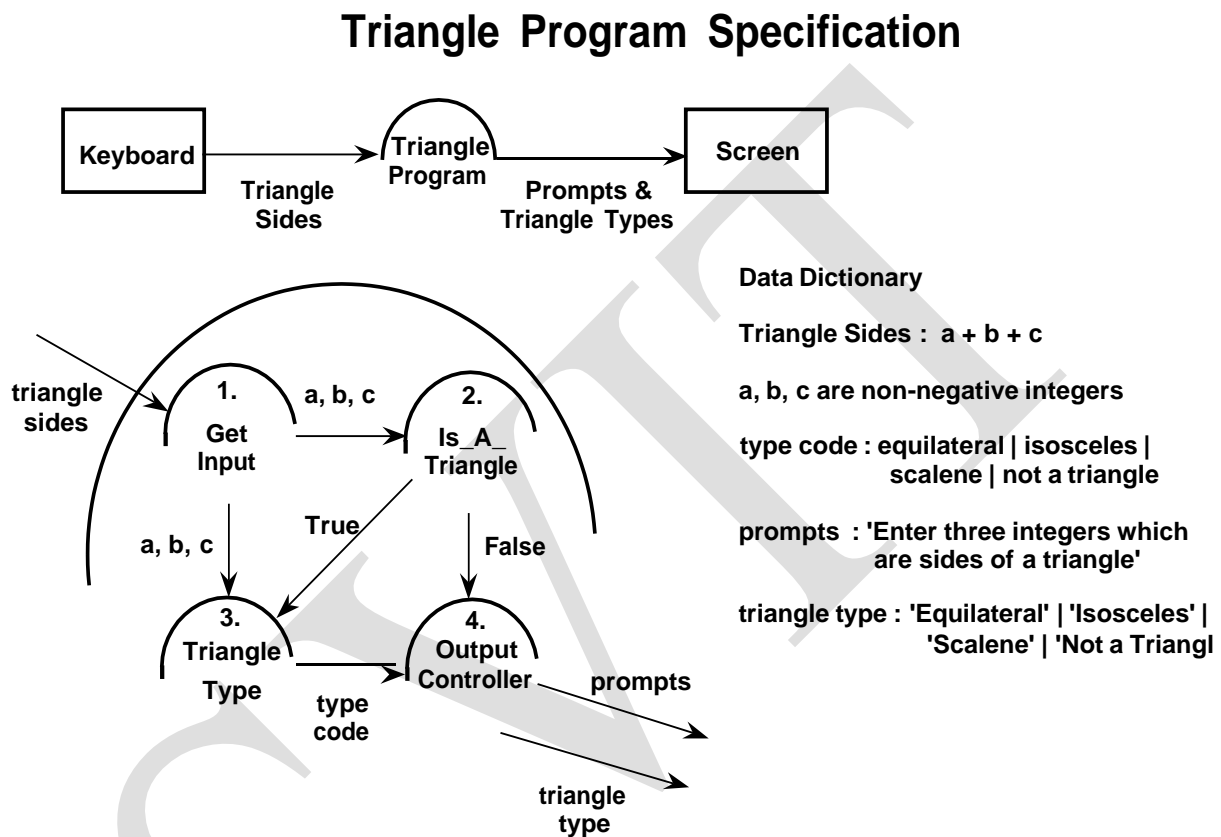 Triangle Program Specification
Keyboard
Triangle
Program
Screen
Triangle
Sides
Prompts &
Triangle Types
triangle
sides
1.
Get
Input
a, b, c
2.
Is_A_
Triangle
a, b, c
True
False
3.
Triangle
Type
type
code
4.
Output
Controller
prompts
triangle
type
Data Dictionary
Triangle Sides : a + b + c
a, b, c are non-negative integers
type code : equilateral | isosceles |
scalene | not a triangle
prompts : 'Enter three integers which
are sides of a triangle'
triangle type : 'Equilateral' | 'Isosceles' |
'Scalene' | 'Not a Triangl